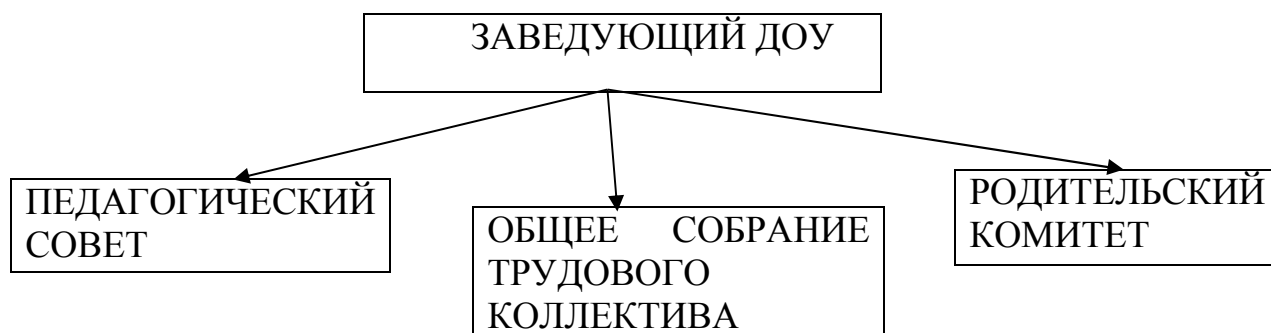 ЗАВЕДУЮЩИЙ ДОУ
ПЕДАГОГИЧЕСКИЙ
СОВЕТ
ОБЩЕЕ СОБРАНИЕ
ТРУДОВОГО
КОЛЛЕКТИВА
РОДИТЕЛЬСКИЙ
КОМИТЕТ